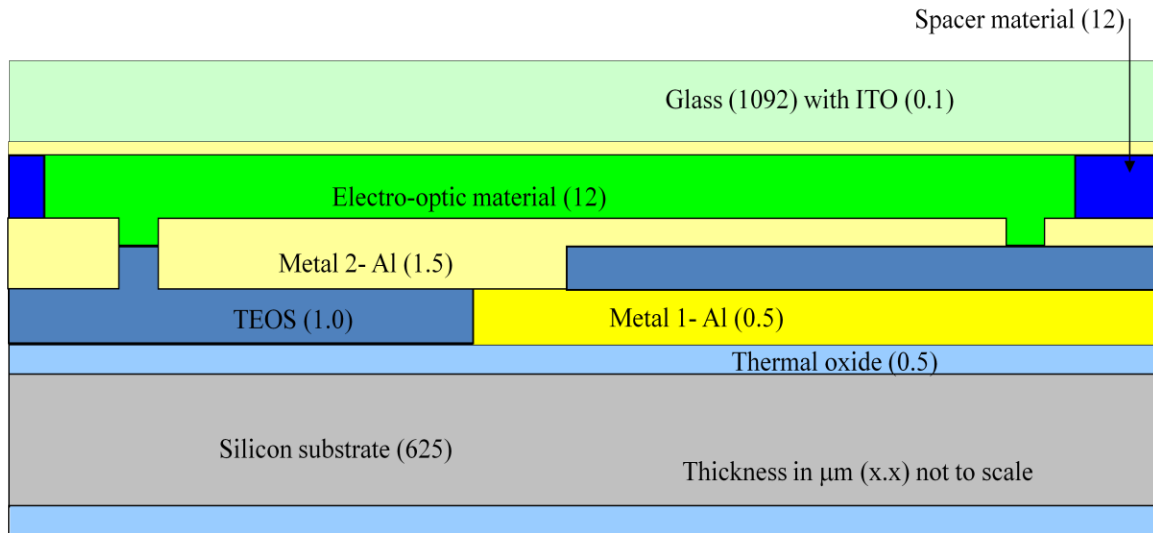 Spacer material (12)
Glass (1092) with ITO (0.1)
Electro-optic material (12)
Metal 2- Al (1.5)
TEOS (1.0)
Metal 1- Al (0.5)
Thermal oxide (0.5)
Silicon substrate (625)
Thickness in μm (x.x) not to scale